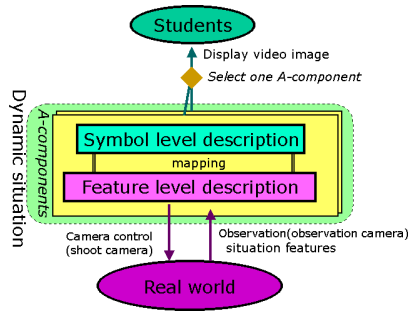 Students
Display video image
Select one A-component
Dynamic situation
A-components
Symbol level description
mapping
Feature level description
Camera control
(shoot camera)
Observation(observation camera)
situation features
Real world